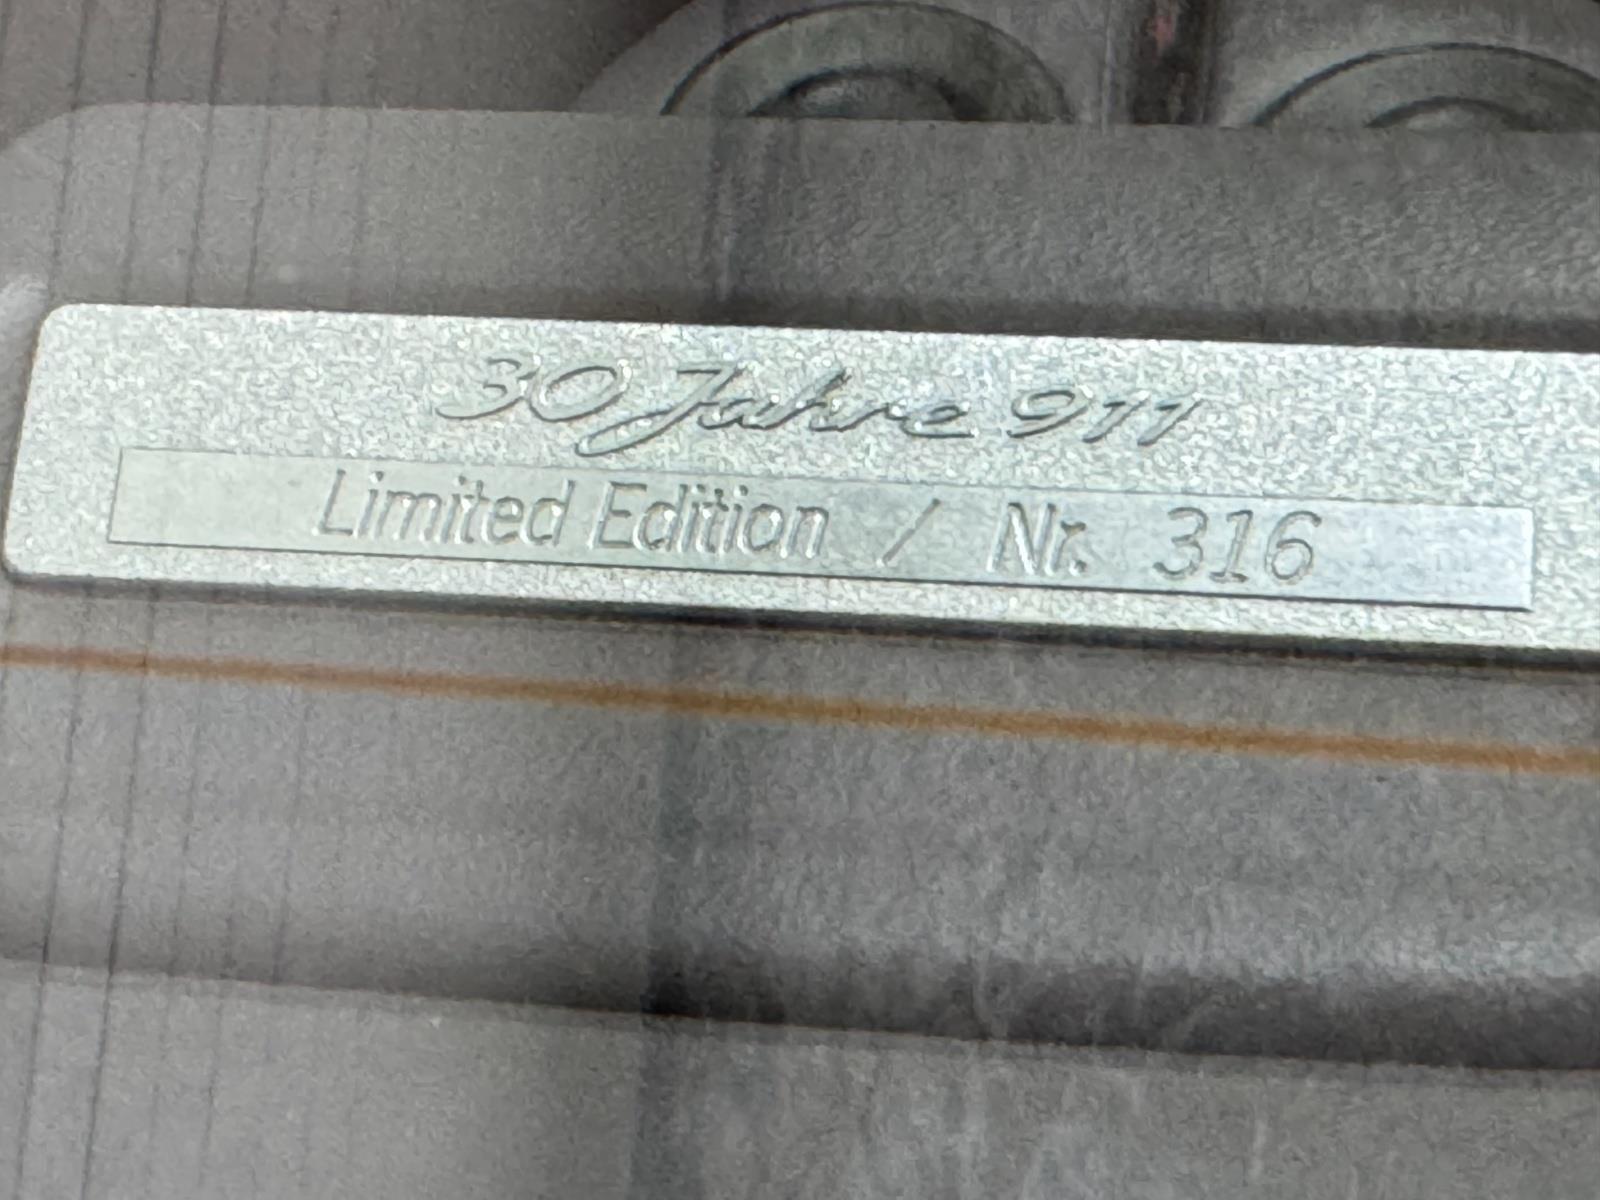 30 Jahre 911
Limited Edition / Nr. 316